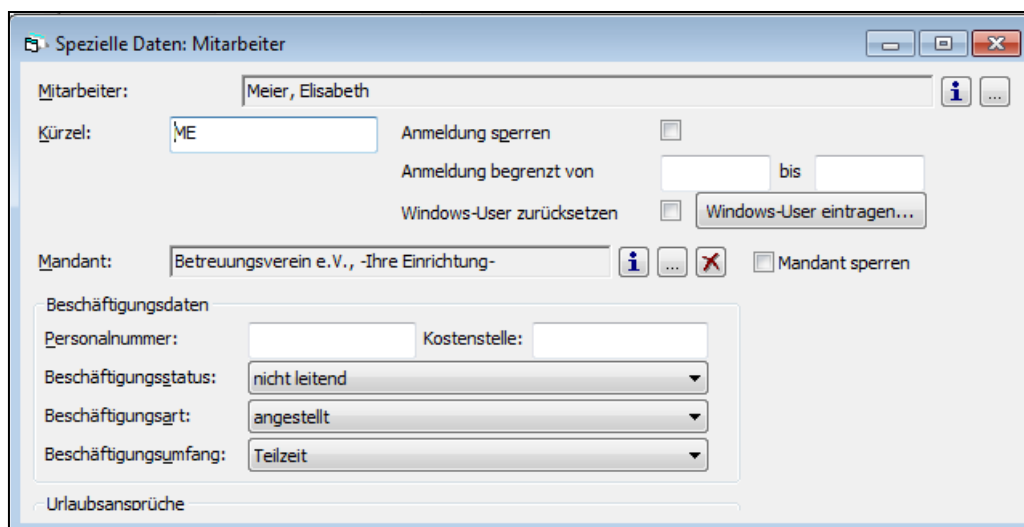 Spezielle Daten: Mitarbeiter
Mitarbeiter: Meier, Elisabeth i ...
Kürzel: ME Anmeldung sperren
Anmeldung begrenzt von bis
Windows-User zurücksetzen Windows-User eintragen...
Mandant: Betreuungsverein e.V., -Ihre Einrichtung- i ... Mandant sperren
Beschäftigungsdaten
Personalnummer: Kostenstelle:
Beschäftigungsstatus: nicht leitend
Beschäftigungsart: angestellt
Beschäftigungsumfang: Teilzeit
Urlaubsansprüche